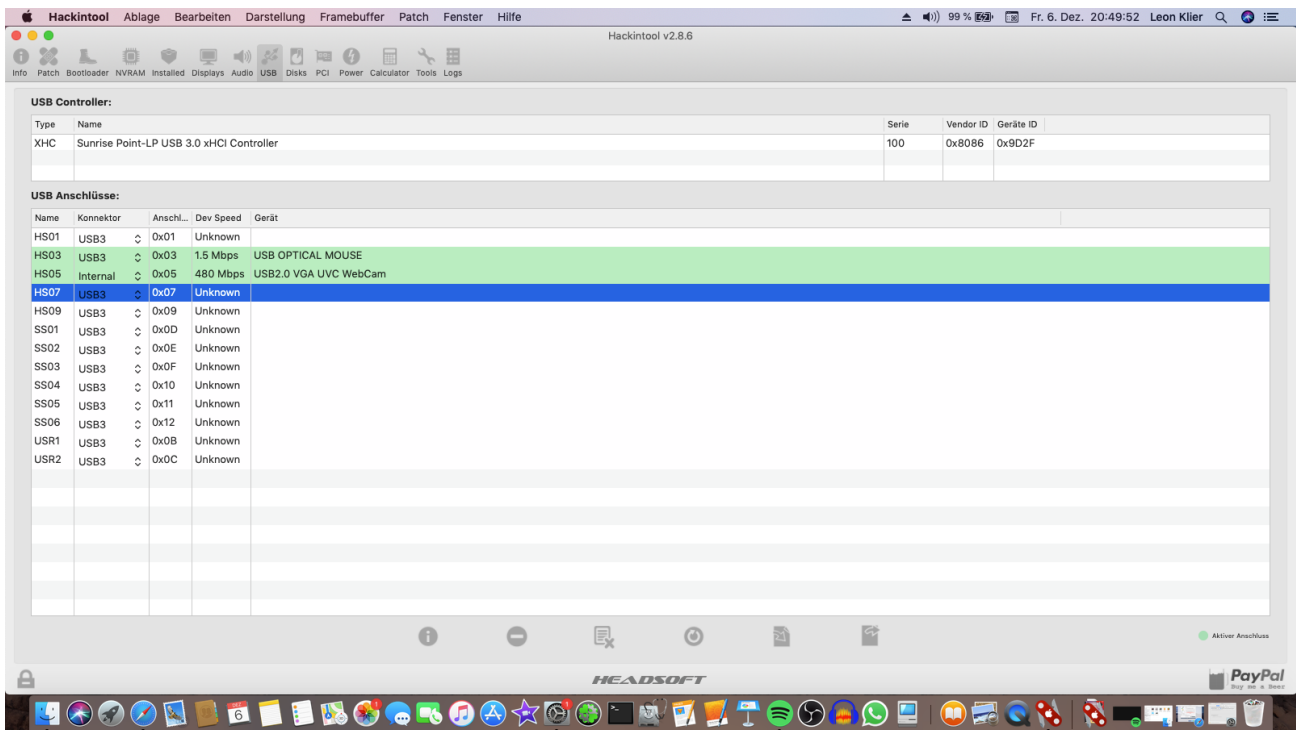 Hackintool Ablage Bearbeiten Darstellung Framebuffer Patch Fenster Hilfe 99 % Fr. 6. Dez. 20:49:52 Leon Klier
Hackintool v2.8.6
Info Patch Bootloader NVRAM Installed Displays Audio USB Disks PCI Power Calculator Tools Logs
USB Controller:
Type Name Serie Vendor ID Geräte ID
XHC Sunrise Point-LP USB 3.0 xHCI Controller 100 0x8086 0x9D2F
USB Anschlüsse:
Name Konnektor Anschl... Dev Speed Gerät
HS01 USB3 0x01 Unknown
HS03 USB3 0x03 1.5 Mbps USB OPTICAL MOUSE
HS05 Internal 0x05 480 Mbps USB2.0 VGA UVC WebCam
HS07 USB3 0x07 Unknown
HS09 USB3 0x09 Unknown
SS01 USB3 0x0D Unknown
SS02 USB3 0x0E Unknown
SS03 USB3 0x0F Unknown
SS04 USB3 0x10 Unknown
SS05 USB3 0x11 Unknown
SS06 USB3 0x12 Unknown
USR1 USB3 0x0B Unknown
USR2 USB3 0x0C Unknown
Aktiver Anschluss
HEADSOFT
PayPal
Buy me a Beer
6